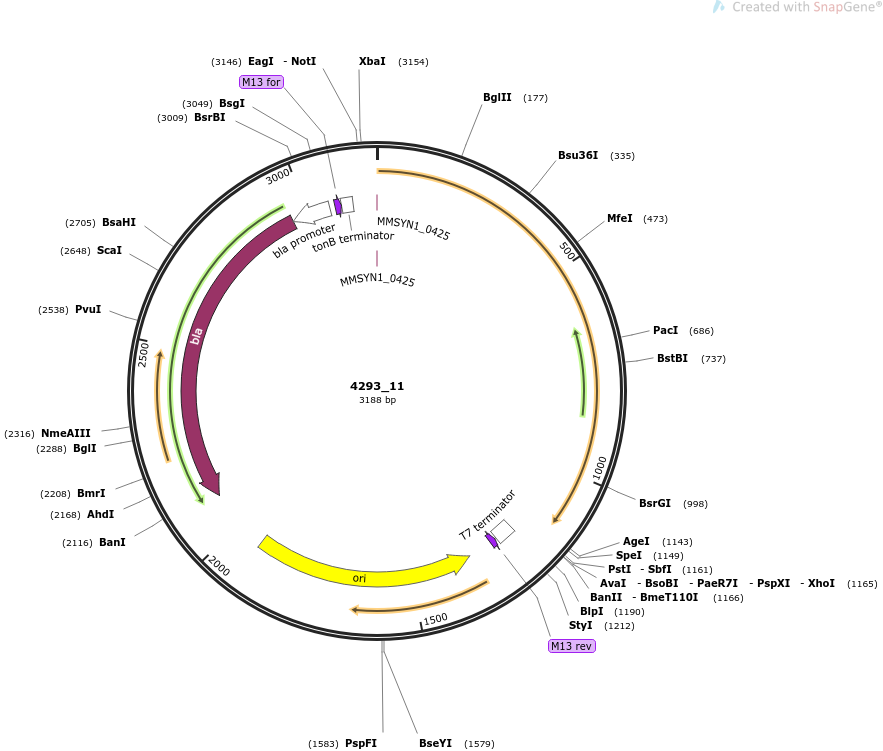 Created with SnapGene®
(3146) EagI - NotI
XbaI (3154)
M13 for
(3049) BsgI
(3009) BsrBI
BglII (177)
Bsu36I (335)
MfeI (473)
PacI (686)
BstBI (737)
BsrGI (998)
AgeI (1143)
SpeI (1149)
PstI - SbfI (1161)
AvaI - BsoBI - PaeR7I - PspXI - XhoI (1165)
BanII - BmeT110I (1166)
BlpI (1190)
StyI (1212)
M13 rev
BseYI (1579)
(1583) PspFI
(2116) BanI
(2168) AhdI
(2208) BmrI
(2288) BglI
(2316) NmeAIII
(2538) PvuI
(2648) ScaI
(2705) BsaHI
500
1000
1500
2000
2500
3000
bla promoter
tonB terminator
MMSYN1_0425
MMSYN1_0425
bla
4293_11
3188 bp
T7 terminator
ori